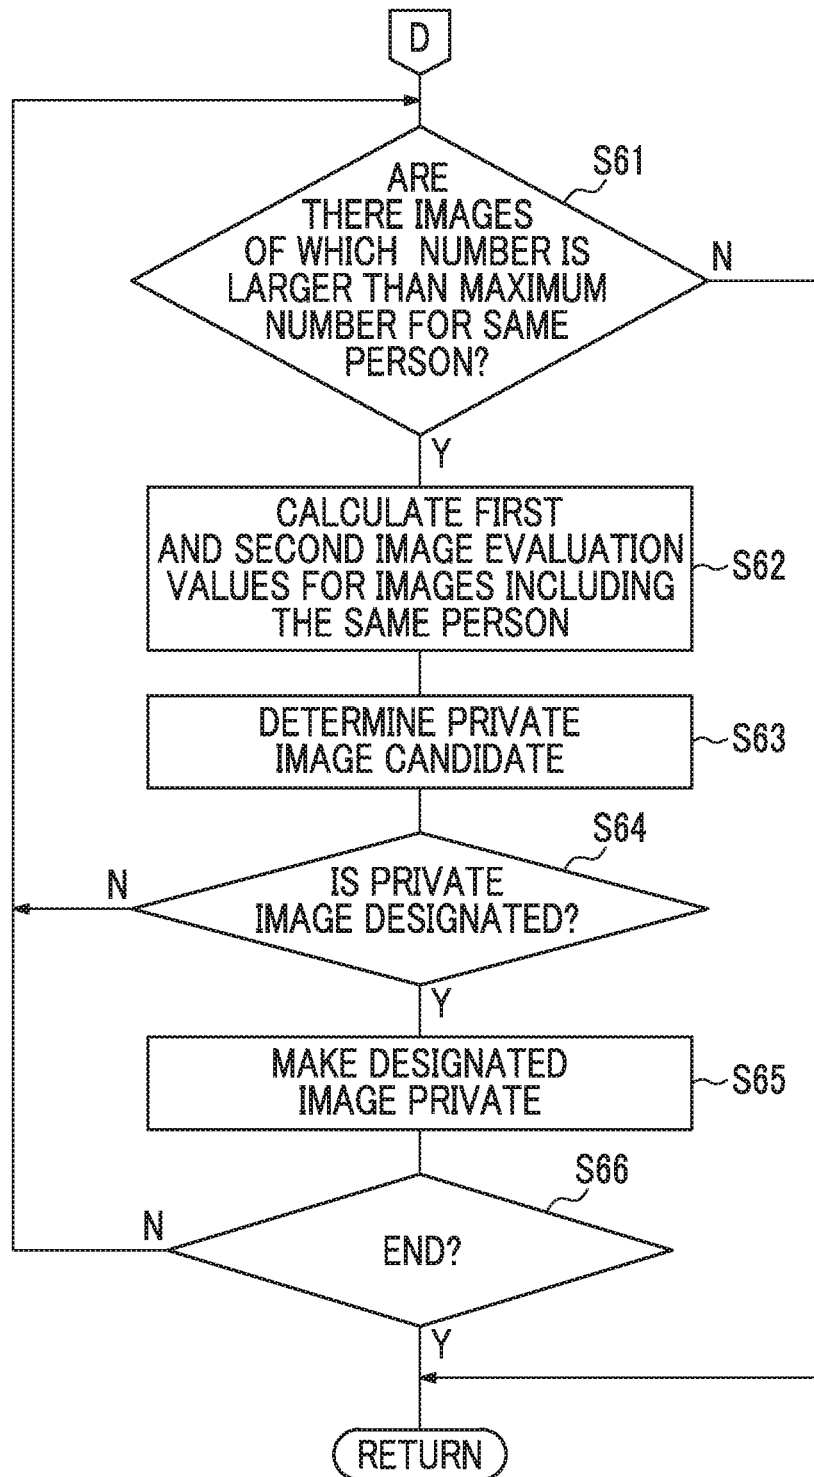 D
S61
ARE
THERE IMAGES
OF WHICH NUMBER IS
LARGER THAN MAXIMUM
NUMBER FOR SAME
PERSON?
N
Y
CALCULATE FIRST
AND SECOND IMAGE EVALUATION
VALUES FOR IMAGES INCLUDING
THE SAME PERSON
S62
DETERMINE PRIVATE
IMAGE CANDIDATE
S63
S64
N
IS PRIVATE
IMAGE DESIGNATED?
Y
MAKE DESIGNATED
IMAGE PRIVATE
S65
S66
N
END?
Y
RETURN